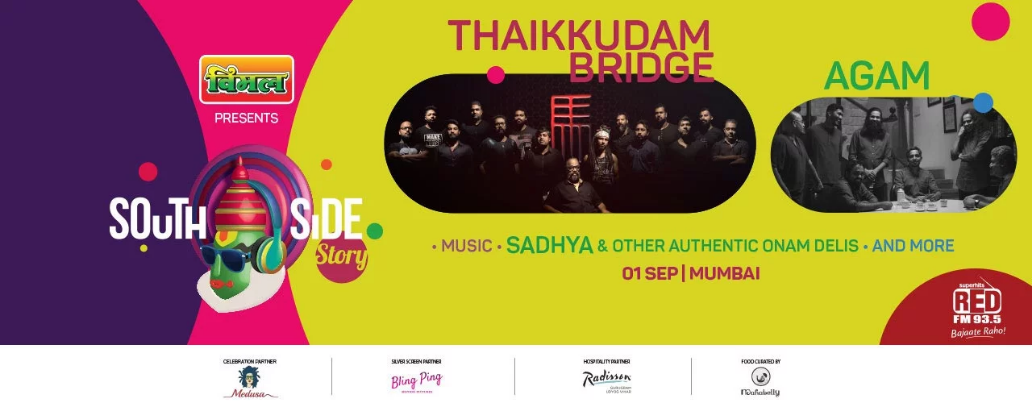 विमल
PRESENTS
SOUTH SIDE
Story
THAIKKUDAM
BRIDGE
AGAM
• MUSIC • SADHYA & OTHER AUTHENTIC ONAM DELIS • AND MORE
01 SEP | MUMBAI
superhits
RED
FM 93.5
Bajaate Raho!
CELEBRATION PARTNER
Medusa
SILVER SCREEN PARTNER
Bling Ping
HOSPITALITY PARTNER
Radisson
FOOD CURATED BY